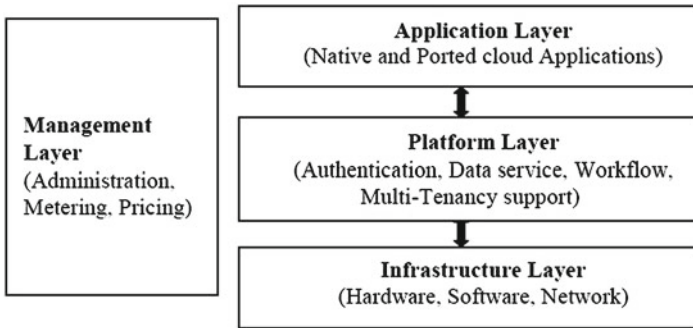 Management
Layer
(Administration,
Metering, Pricing)
Application Layer
(Native and Ported cloud Applications)
Platform Layer
(Authentication, Data service, Workflow,
Multi-Tenancy support)
Infrastructure Layer
(Hardware, Software, Network)